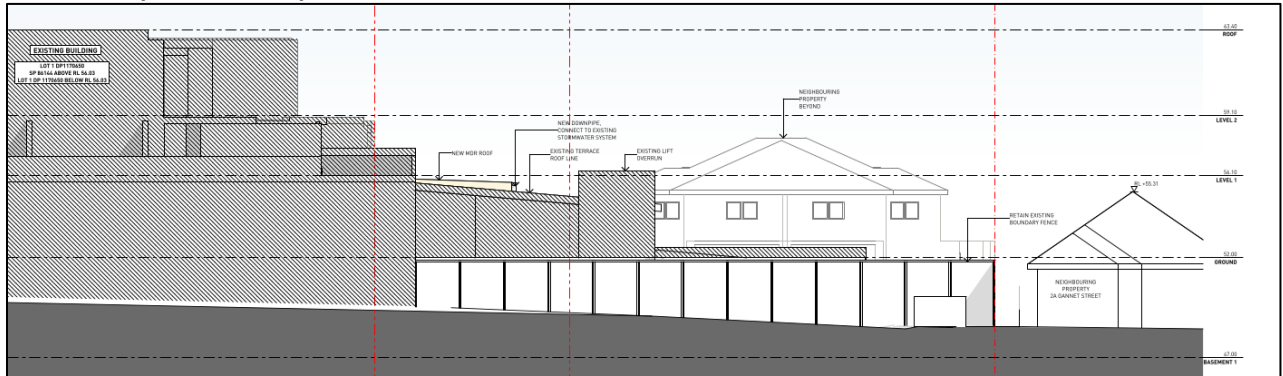 63.40
ROOF
EXISTING BUILDING
LOT 1 DP1170650
SP 86144 ABOVE RL 56.03
LOT 1 DP 1170650 BELOW RL 56.03
NEIGHBOURING
PROPERTY
BEYOND
59.10
LEVEL 2
NEW DOWNPIPE,
CONNECT TO EXISTING
STORMWATER SYSTEM
NEW MDR ROOF
EXISTING TERRACE
ROOF LINE
EXISTING LIFT
OVERRUN
56.10
LEVEL 1
RL +55.31
RETAIN EXISTING
BOUNDARY FENCE
52.00
GROUND
NEIGHBOURING
PROPERTY
2A GANNET STREET
47.00
BASEMENT 1